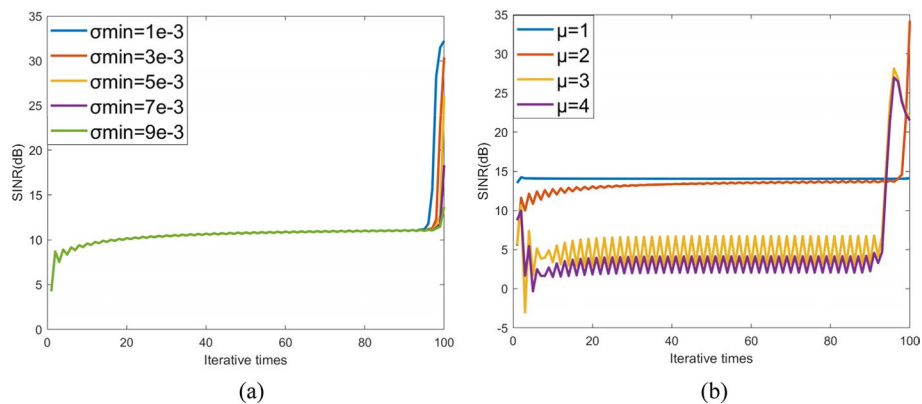 35
30
25
20
15
10
5
0
SINR(dB)
σmin=1e-3
σmin=3e-3
σmin=5e-3
σmin=7e-3
σmin=9e-3
0 20 40 60 80 100
Iterative times
(a)
35
30
25
20
15
10
5
0
-5
SINR(dB)
μ=1
μ=2
μ=3
μ=4
0 20 40 60 80 100
Iterative times
(b)